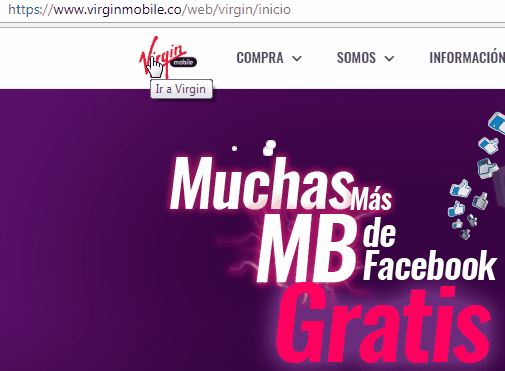 https://www.virginmobile.co/web/virgin/inicio
Virgin mobile COMPRA SOMOS INFORMACIÓN
Ir a Virgin
Muchas Más
MB de
Facebook
Gratis